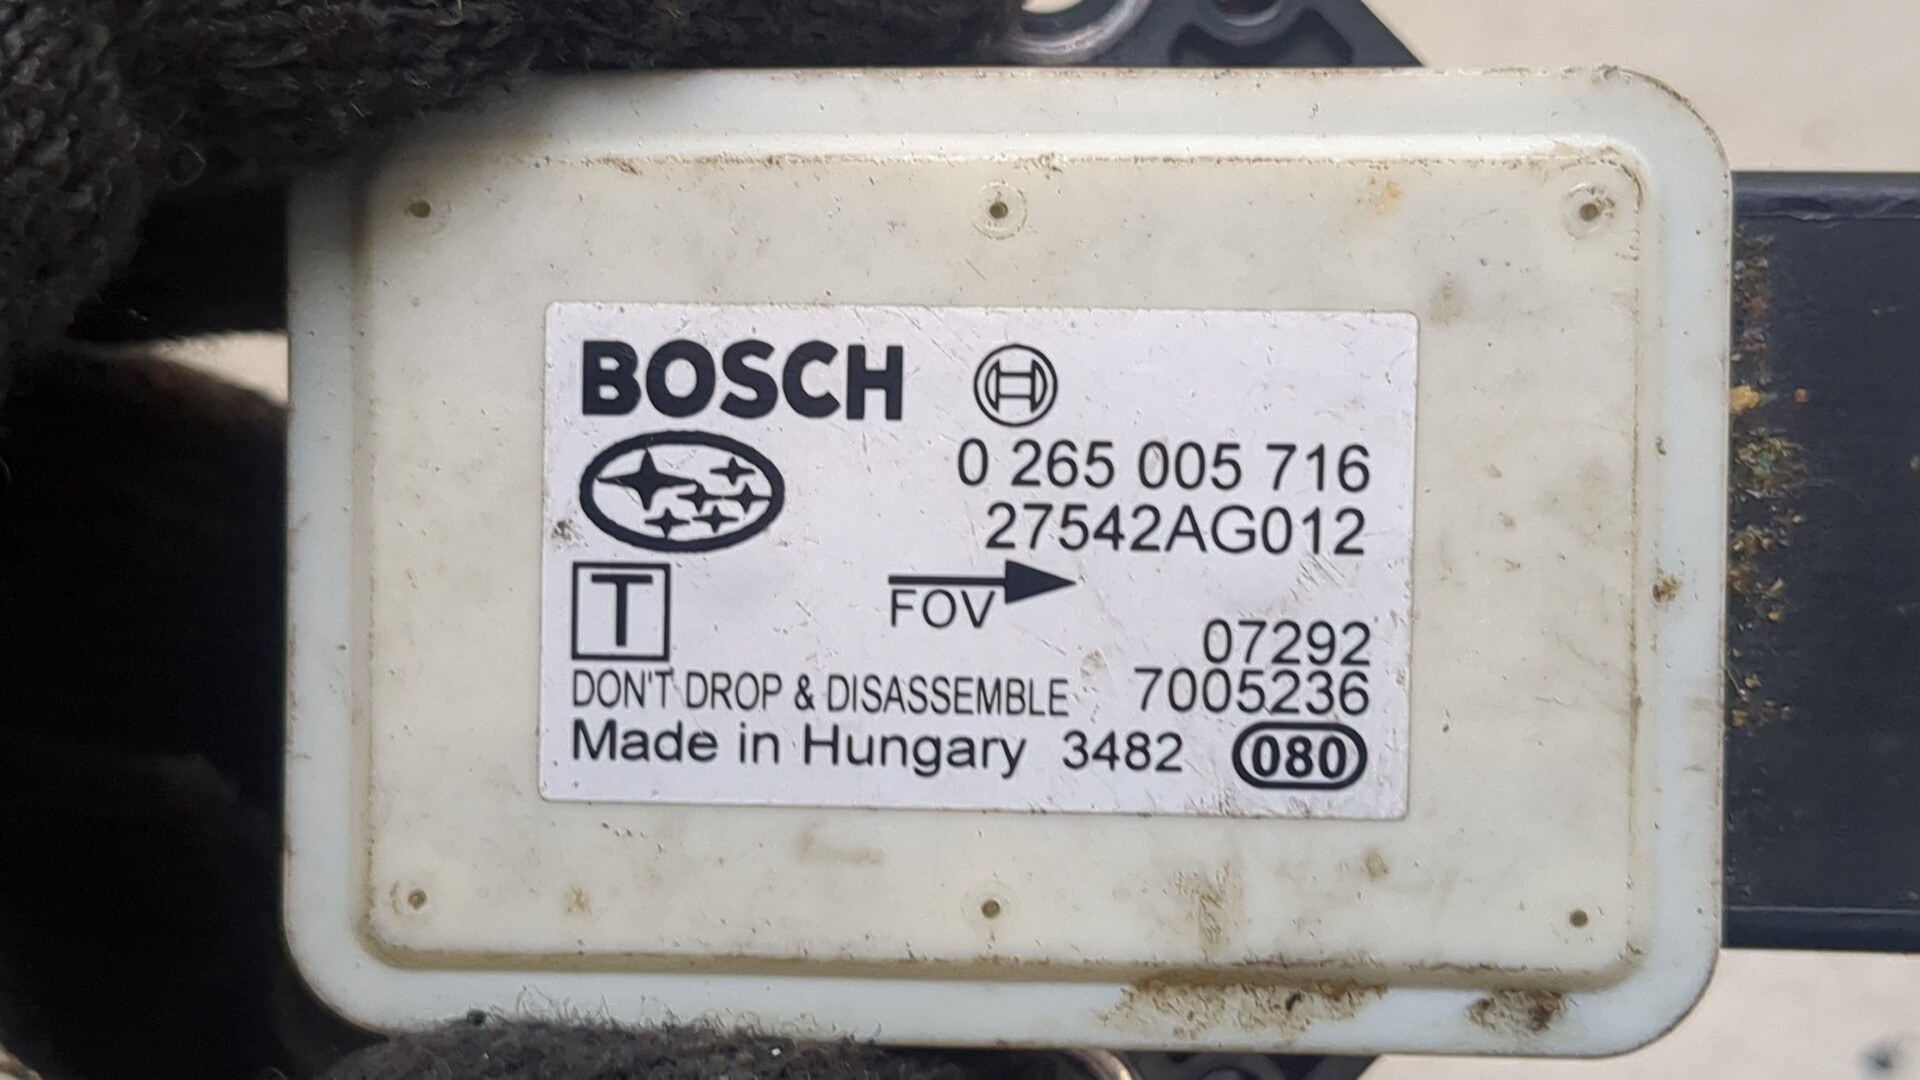 BOSCH
0 265 005 716
27542AG012
T
FOV
07292
DON'T DROP & DISASSEMBLE 7005236
Made in Hungary 3482 080